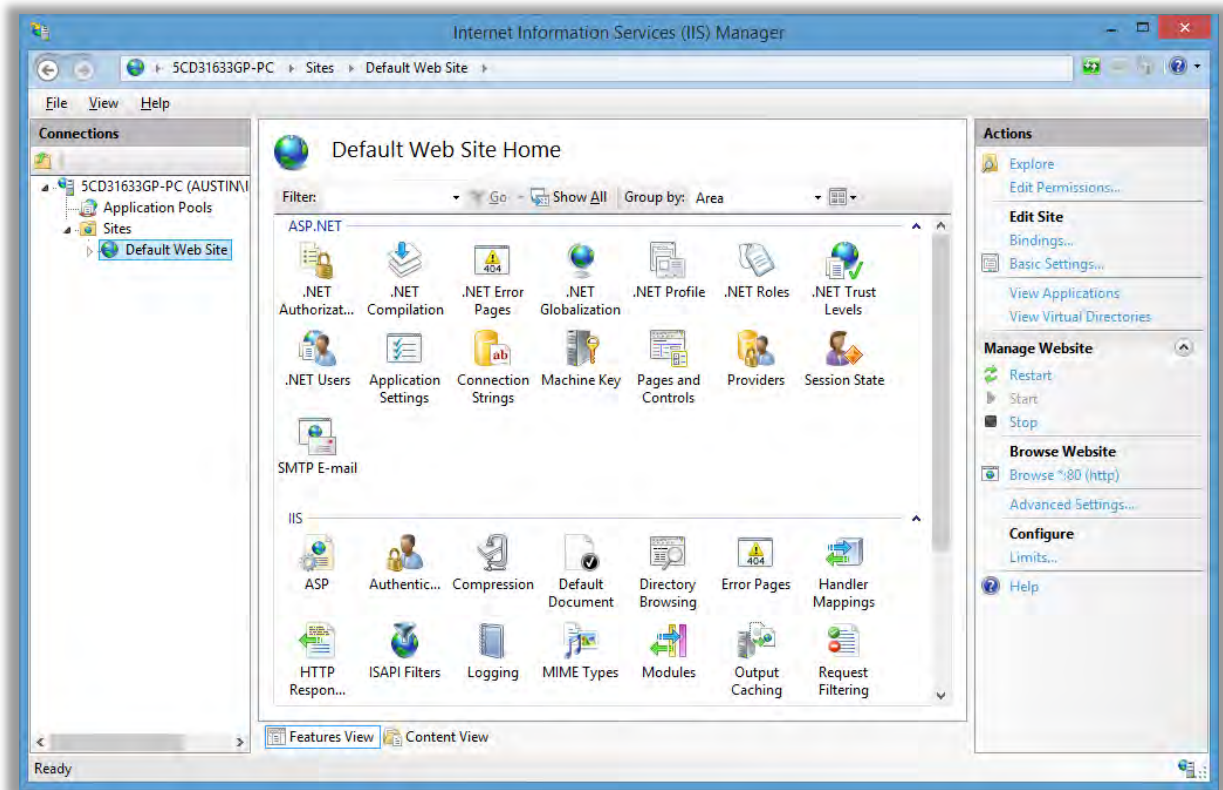 Internet Information Services (IIS) Manager
5CD31633GP-PC Sites Default Web Site
File View Help
Connections
5CD31633GP-PC (AUSTIN\I
Application Pools
Sites
Default Web Site
Default Web Site Home
Filter: Go Show All Group by: Area
ASP.NET
.NET Authorizat...
.NET Compilation
.NET Error Pages
.NET Globalization
.NET Profile
.NET Roles
.NET Trust Levels
.NET Users
Application Settings
Connection Strings
Machine Key
Pages and Controls
Providers
Session State
SMTP E-mail
IIS
ASP
Authentic...
Compression
Default Document
Directory Browsing
Error Pages
Handler Mappings
HTTP Respon...
ISAPI Filters
Logging
MIME Types
Modules
Output Caching
Request Filtering
Features View Content View
Ready
Actions
Explore
Edit Permissions...
Edit Site
Bindings...
Basic Settings...
View Applications
View Virtual Directories
Manage Website
Restart
Start
Stop
Browse Website
Browse *:80 (http)
Advanced Settings...
Configure
Limits...
Help